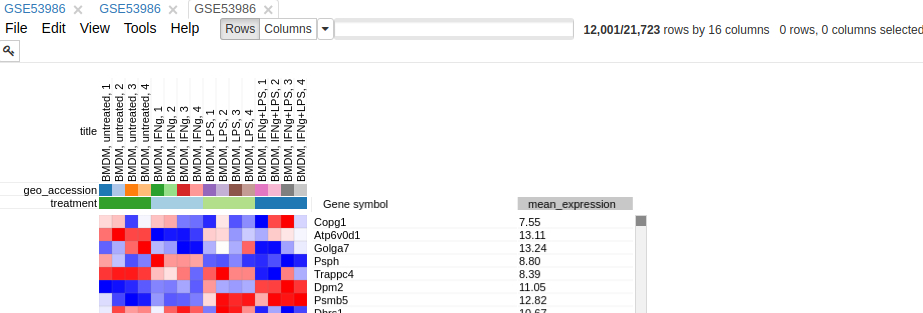 GSE53986 GSE53986 GSE53986
File Edit View Tools Help Rows Columns 12,001/21,723 rows by 16 columns 0 rows, 0 columns selected
title
BMDM, untreated, 1
BMDM, untreated, 2
BMDM, untreated, 3
BMDM, untreated, 4
BMDM, IFNg, 1
BMDM, IFNg, 2
BMDM, IFNg, 3
BMDM, IFNg, 4
BMDM, LPS, 1
BMDM, LPS, 2
BMDM, LPS, 3
BMDM, LPS, 4
BMDM, IFNg+LPS, 1
BMDM, IFNg+LPS, 2
BMDM, IFNg+LPS, 3
BMDM, IFNg+LPS, 4
geo_accession
treatment Gene symbol mean_expression
Copg1 7.55
Atp6v0d1 13.11
Golga7 13.24
Psph 8.80
Trappc4 8.39
Dpm2 11.05
Psmb5 12.82
Dhrs1 10.67